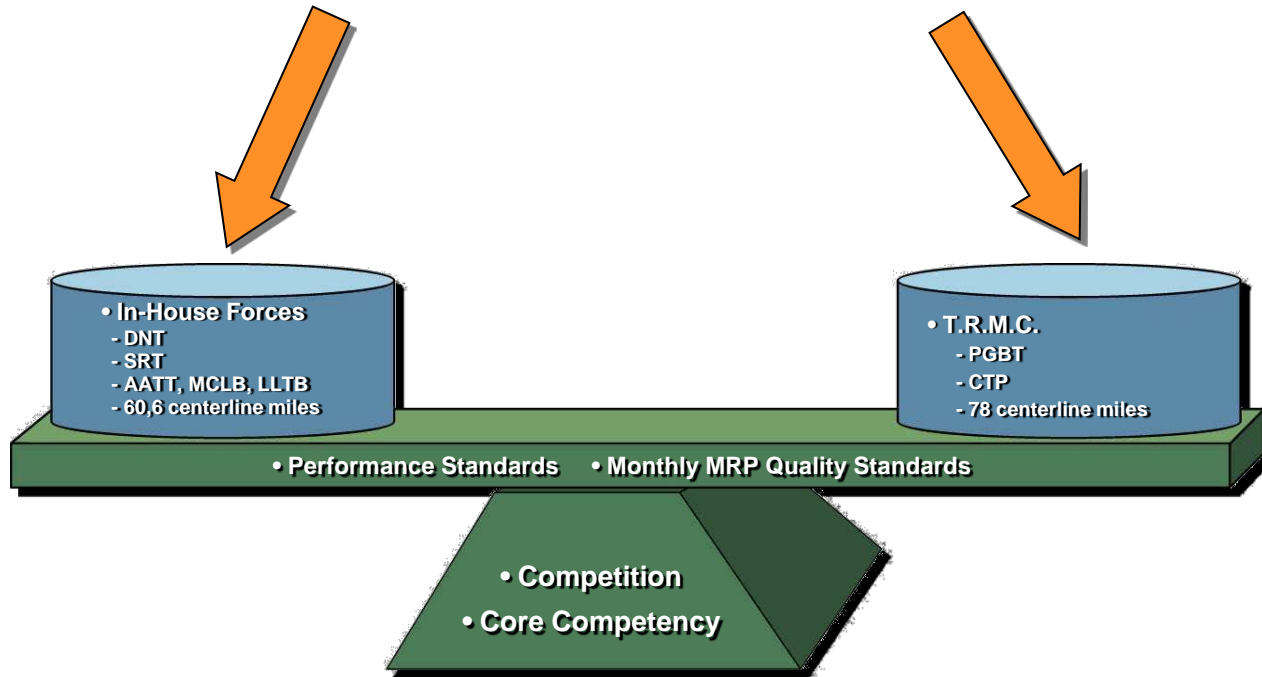 • In-House Forces
- DNT
- SRT
- AATT, MCLB, LLTB
- 60,6 centerline miles
• T.R.M.C.
- PGBT
- CTP
- 78 centerline miles
• Performance Standards • Monthly MRP Quality Standards
• Competition
• Core Competency